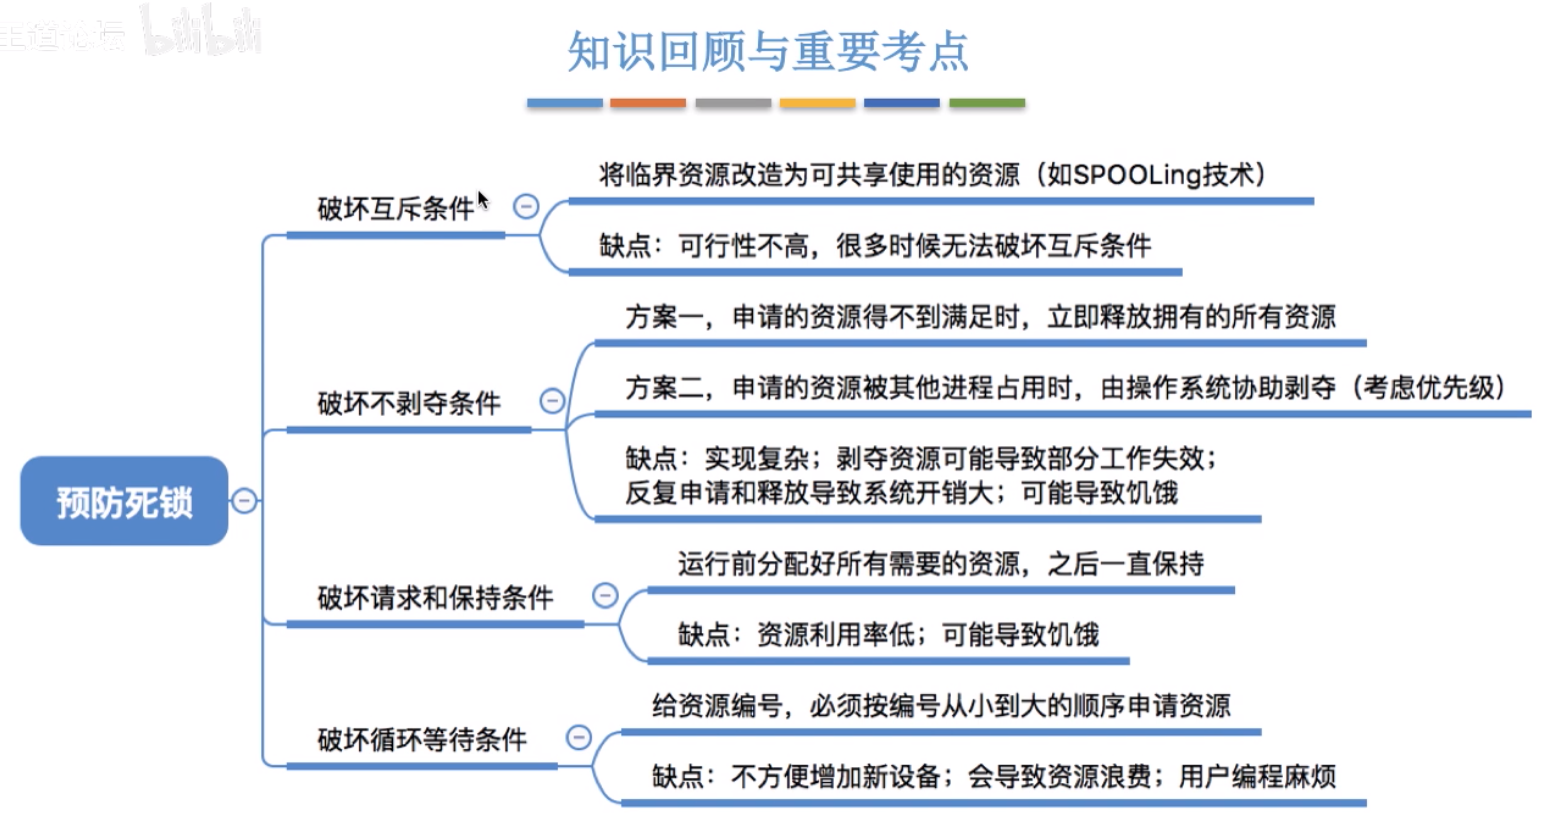 王道论坛 bilibili
知识回顾与重要考点
预防死锁
破坏互斥条件
将临界资源改造为可共享使用的资源（如SPOOLing技术）
缺点：可行性不高，很多时候无法破坏互斥条件
破坏不剥夺条件
方案一，申请的资源得不到满足时，立即释放拥有的所有资源
方案二，申请的资源被其他进程占用时，由操作系统协助剥夺（考虑优先级）
缺点：实现复杂；剥夺资源可能导致部分工作失效；
反复申请和释放导致系统开销大；可能导致饥饿
破坏请求和保持条件
运行前分配好所有需要的资源，之后一直保持
缺点：资源利用率低；可能导致饥饿
破坏循环等待条件
给资源编号，必须按编号从小到大的顺序申请资源
缺点：不方便增加新设备；会导致资源浪费；用户编程麻烦